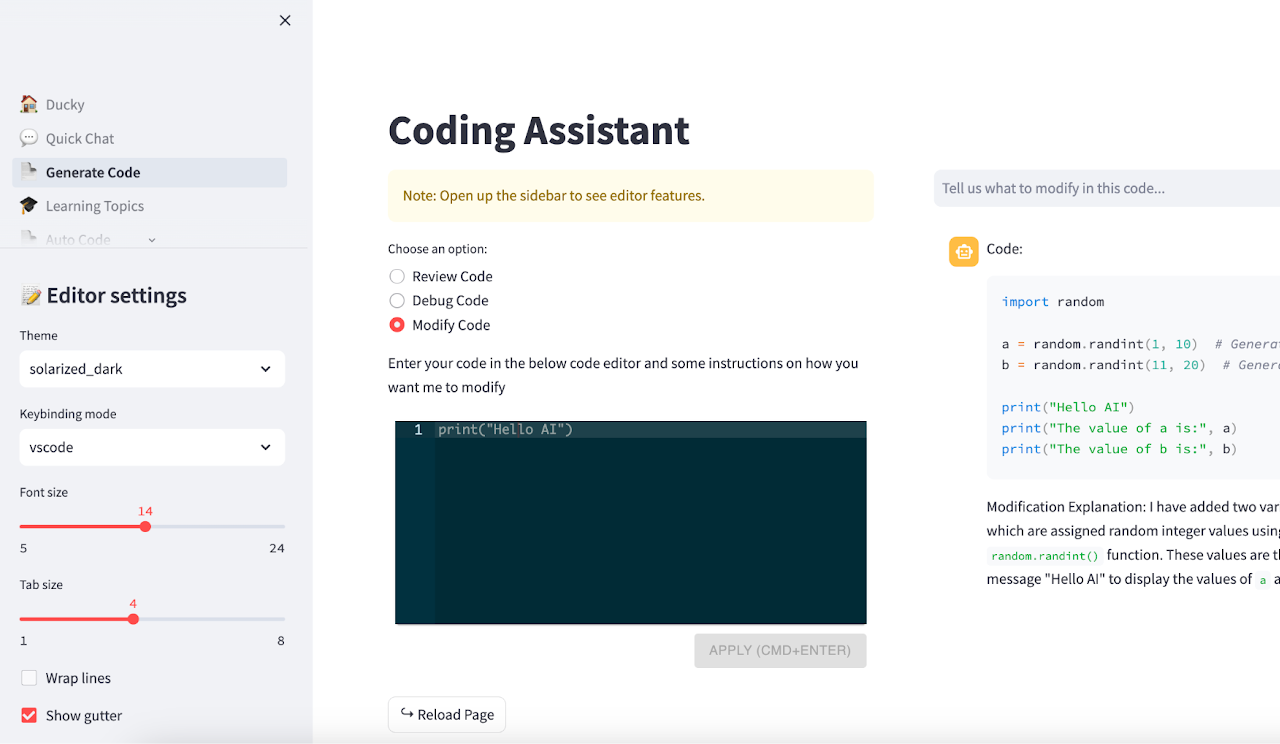 Ducky
Quick Chat
Generate Code
Learning Topics
Auto Code
Editor settings
Theme
solarized_dark
Keybinding mode
vscode
Font size
14
5 24
Tab size
4
1 8
Wrap lines
Show gutter
Coding Assistant
Note: Open up the sidebar to see editor features.
Choose an option:
Review Code
Debug Code
Modify Code
Enter your code in the below code editor and some instructions on how you
want me to modify
1 print("Hello AI")
APPLY (CMD+ENTER)
Reload Page
Tell us what to modify in this code...
Code:
import random
a = random.randint(1, 10)  # Genera
b = random.randint(11, 20)  # Gener
print("Hello AI")
print("The value of a is:", a)
print("The value of b is:", b)
Modification Explanation: I have added two var
which are assigned random integer values using
random.randint() function. These values are th
message "Hello AI" to display the values of a a